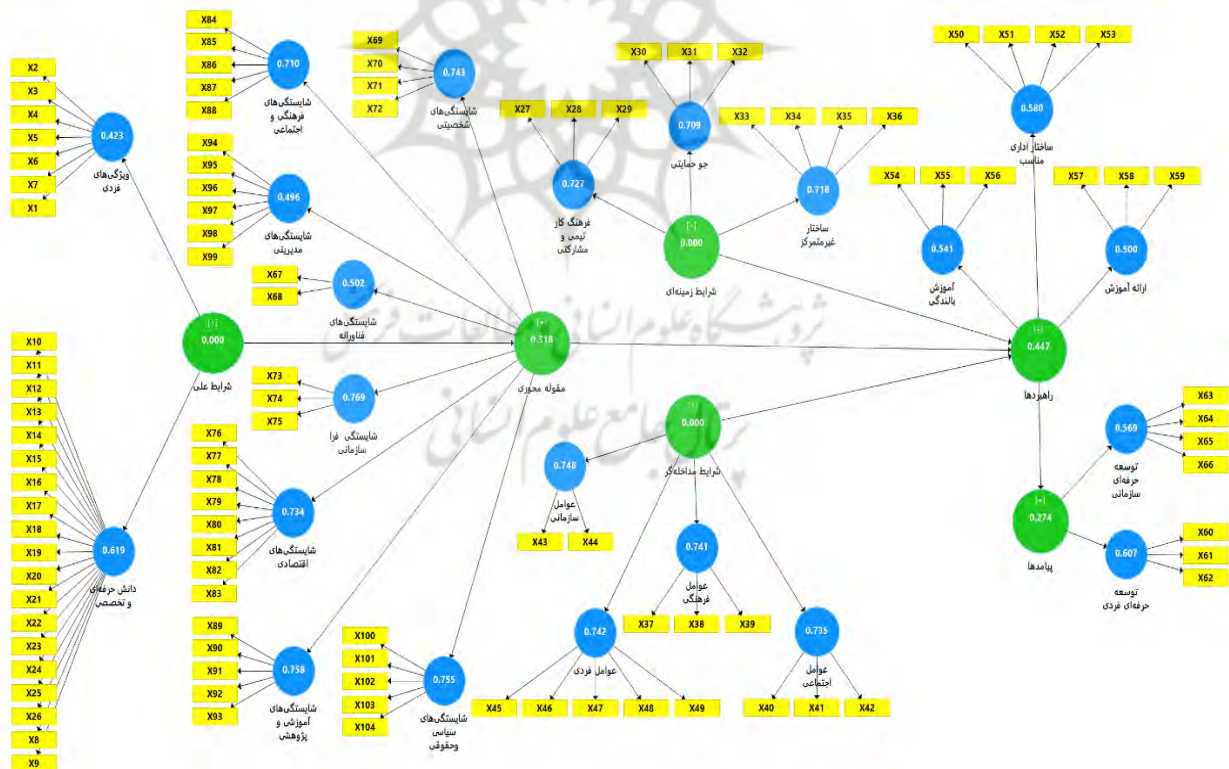 X84
X85
X86
X87
X88
0.710
شایستگی‌های
فرهنگی و
اجتماعی
X69
X70
X71
X72
0.743
شایستگی‌های
شخصیتی
X2
X3
X4
X5
X6
X7
X1
0.423
ویژگی‌های
فردی
X94
X95
X96
X97
X98
X99
0.496
شایستگی‌های
مدیریتی
X67
X68
0.502
شایستگی‌های
فناورانه
X27
X28
X29
0.727
فرهنگ کار
تیمی و
مشارکتی
X30
X31
X32
0.709
جو حمایتی
X33
X34
X35
X36
0.718
ساختار
غیرمتمرکز
[+]
0.000
شرایط زمینه‌ای
X50
X51
X52
X53
0.580
ساختار اداری
مناسب
X54
X55
X56
0.541
آموزش
بالندگی
X57
X58
X59
0.500
ارائه آموزش
[+]
0.000
شرایط علی
[+]
0.318
مقوله محوری
[+]
0.447
راهبردها
پژوهشگاه علوم انسانی و مطالعات فرهنگی
پرتال جامع علوم انسانی
X73
X74
X75
0.769
شایستگی فرا
سازمانی
X76
X77
X78
X79
X80
X81
X82
X83
0.734
شایستگی‌های
اقتصادی
X10
X11
X12
X13
X14
X15
X16
X17
X18
X19
X20
X21
X22
X23
X24
X25
X26
X8
X9
0.619
دانش حرفه‌ای
و تخصصی
X89
X90
X91
X92
X93
0.758
شایستگی‌های
آموزشی و
پژوهشی
X100
X101
X102
X103
X104
0.755
شایستگی‌های
سیاسی
وحقوقی
[+]
0.000
شرایط مداخله‌گر
0.748
عوامل
سازمانی
X43
X44
0.741
عوامل
فرهنگی
X37
X38
X39
0.742
عوامل فردی
X45
X46
X47
X48
X49
0.735
عوامل
اجتماعی
X40
X41
X42
X63
X64
X65
X66
0.569
توسعه
حرفه‌ای
سازمانی
[+]
0.274
پیامدها
X60
X61
X62
0.607
توسعه
حرفه‌ای فردی